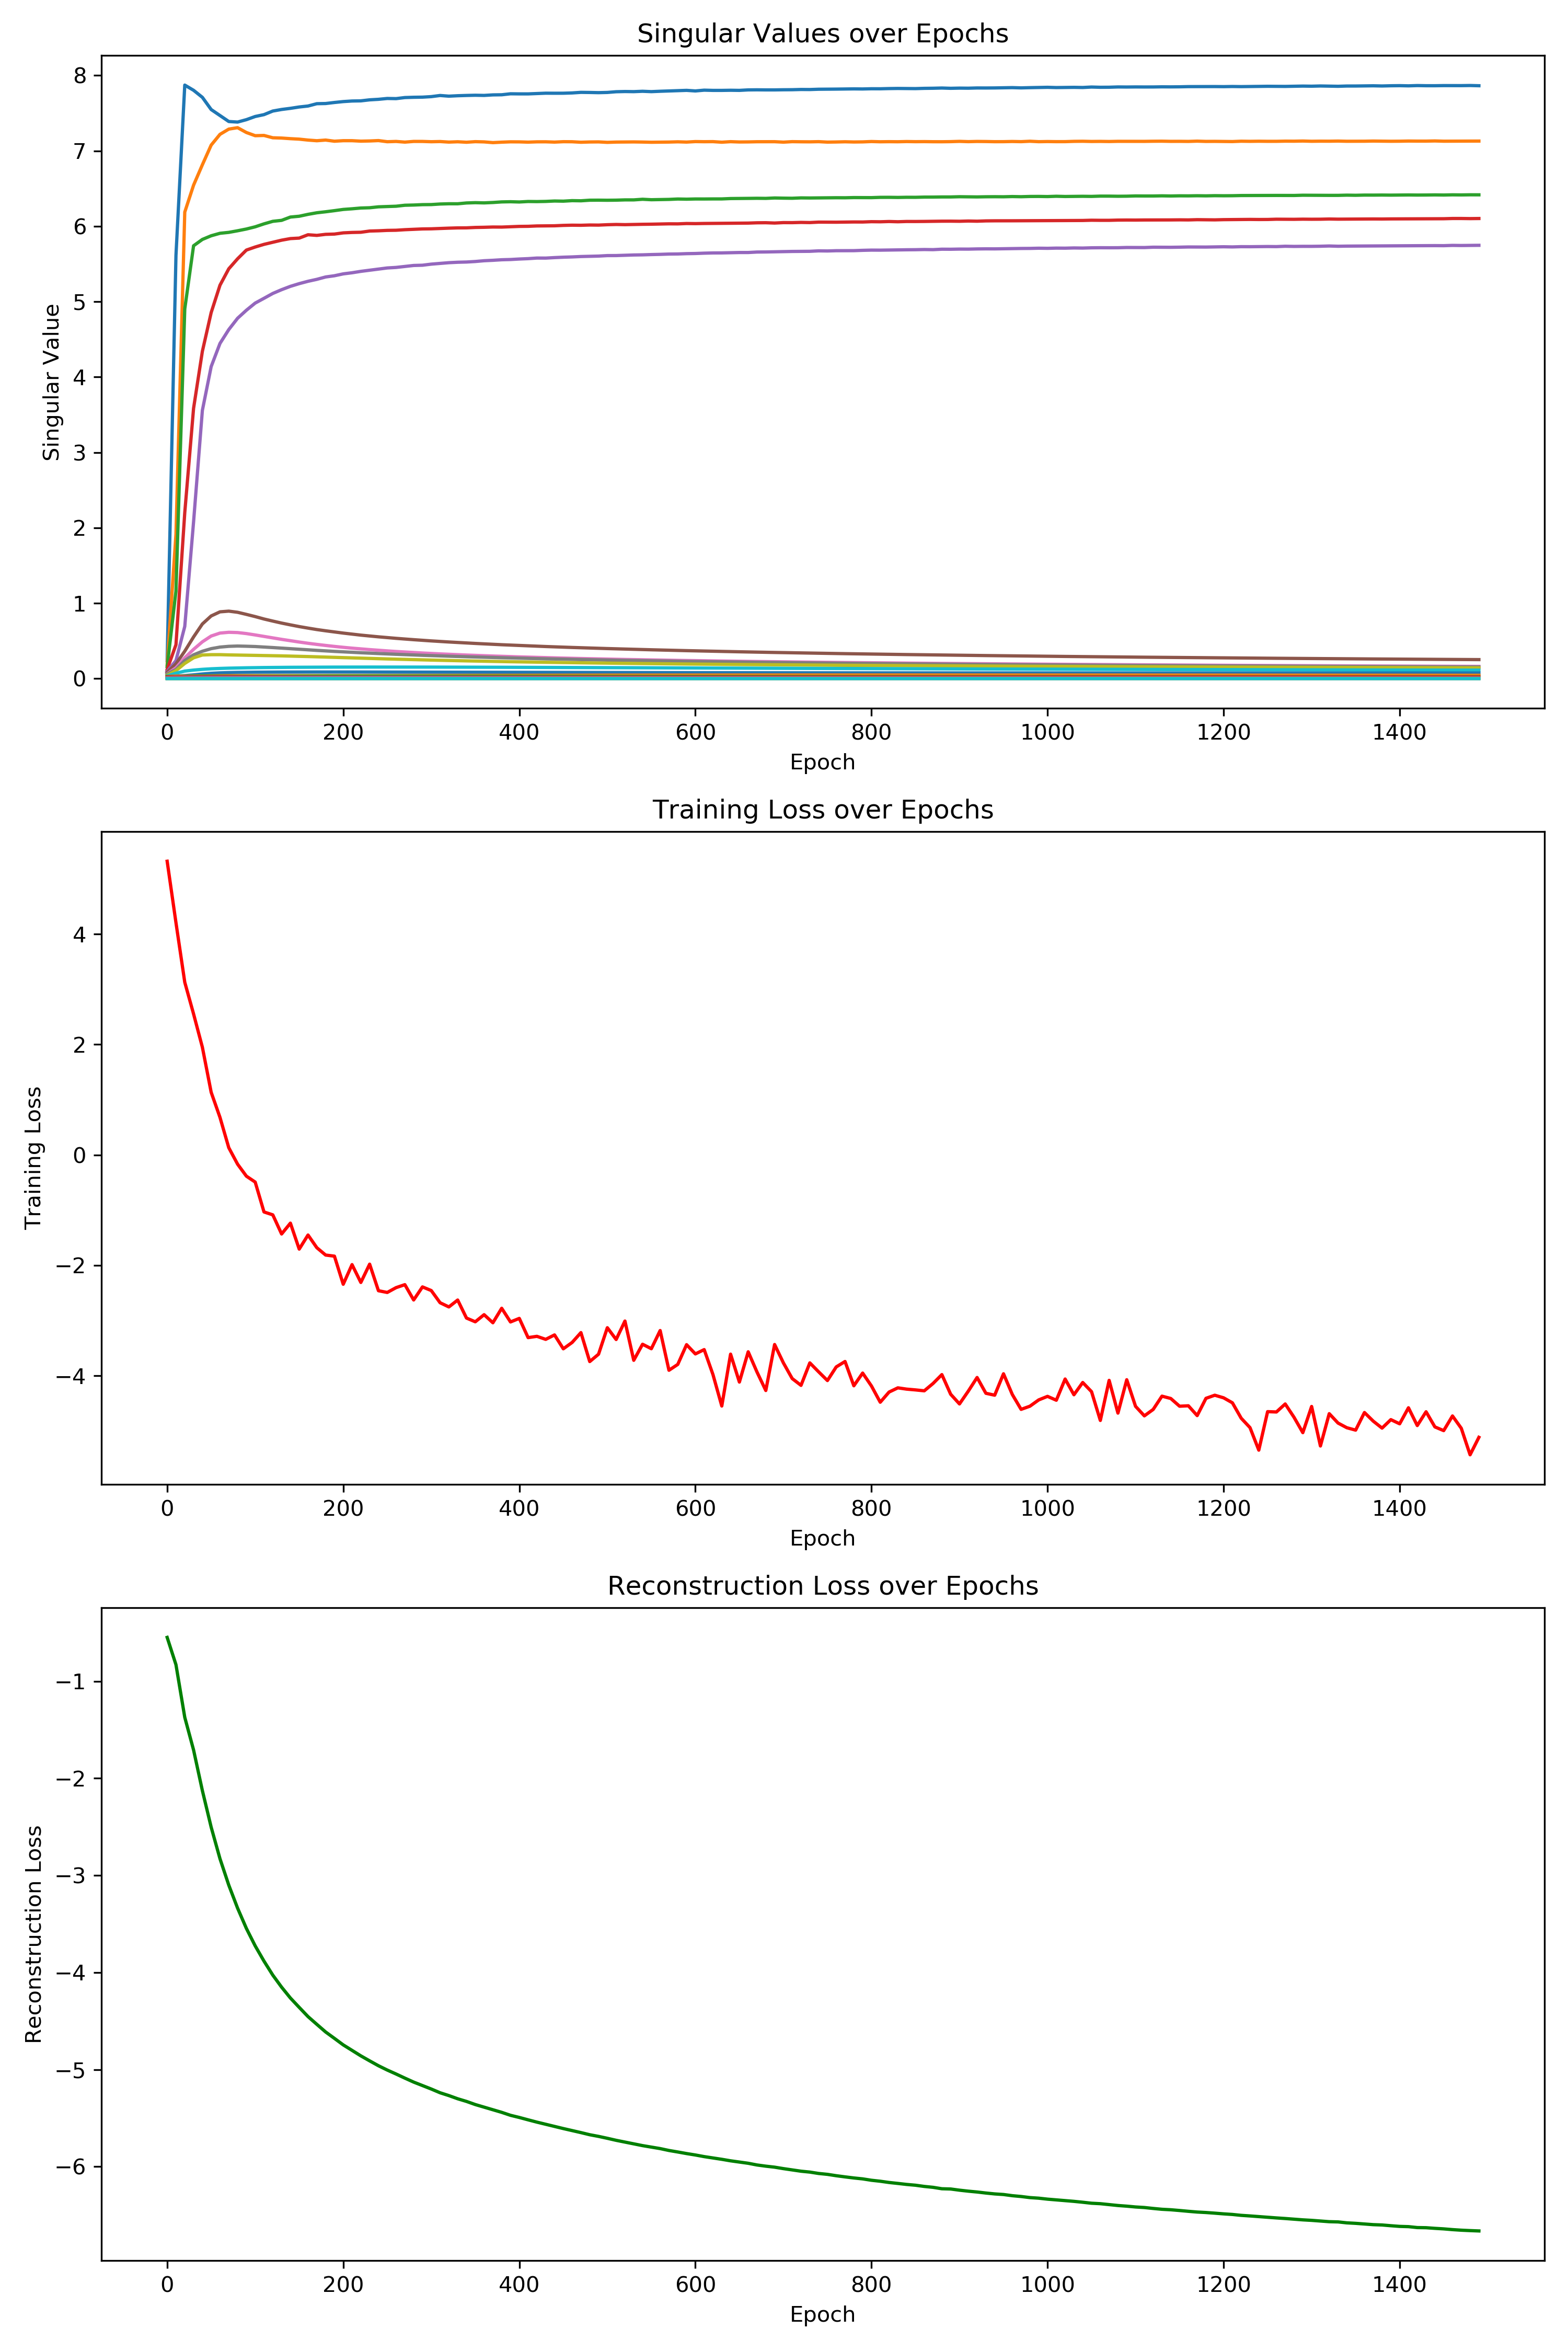 Singular Values over Epochs
Singular Value
8
7
6
5
4
3
2
1
0
0 200 400 600 800 1000 1200 1400
Epoch
Training Loss over Epochs
Training Loss
4
2
0
−2
−4
0 200 400 600 800 1000 1200 1400
Epoch
Reconstruction Loss over Epochs
Reconstruction Loss
−1
−2
−3
−4
−5
−6
0 200 400 600 800 1000 1200 1400
Epoch